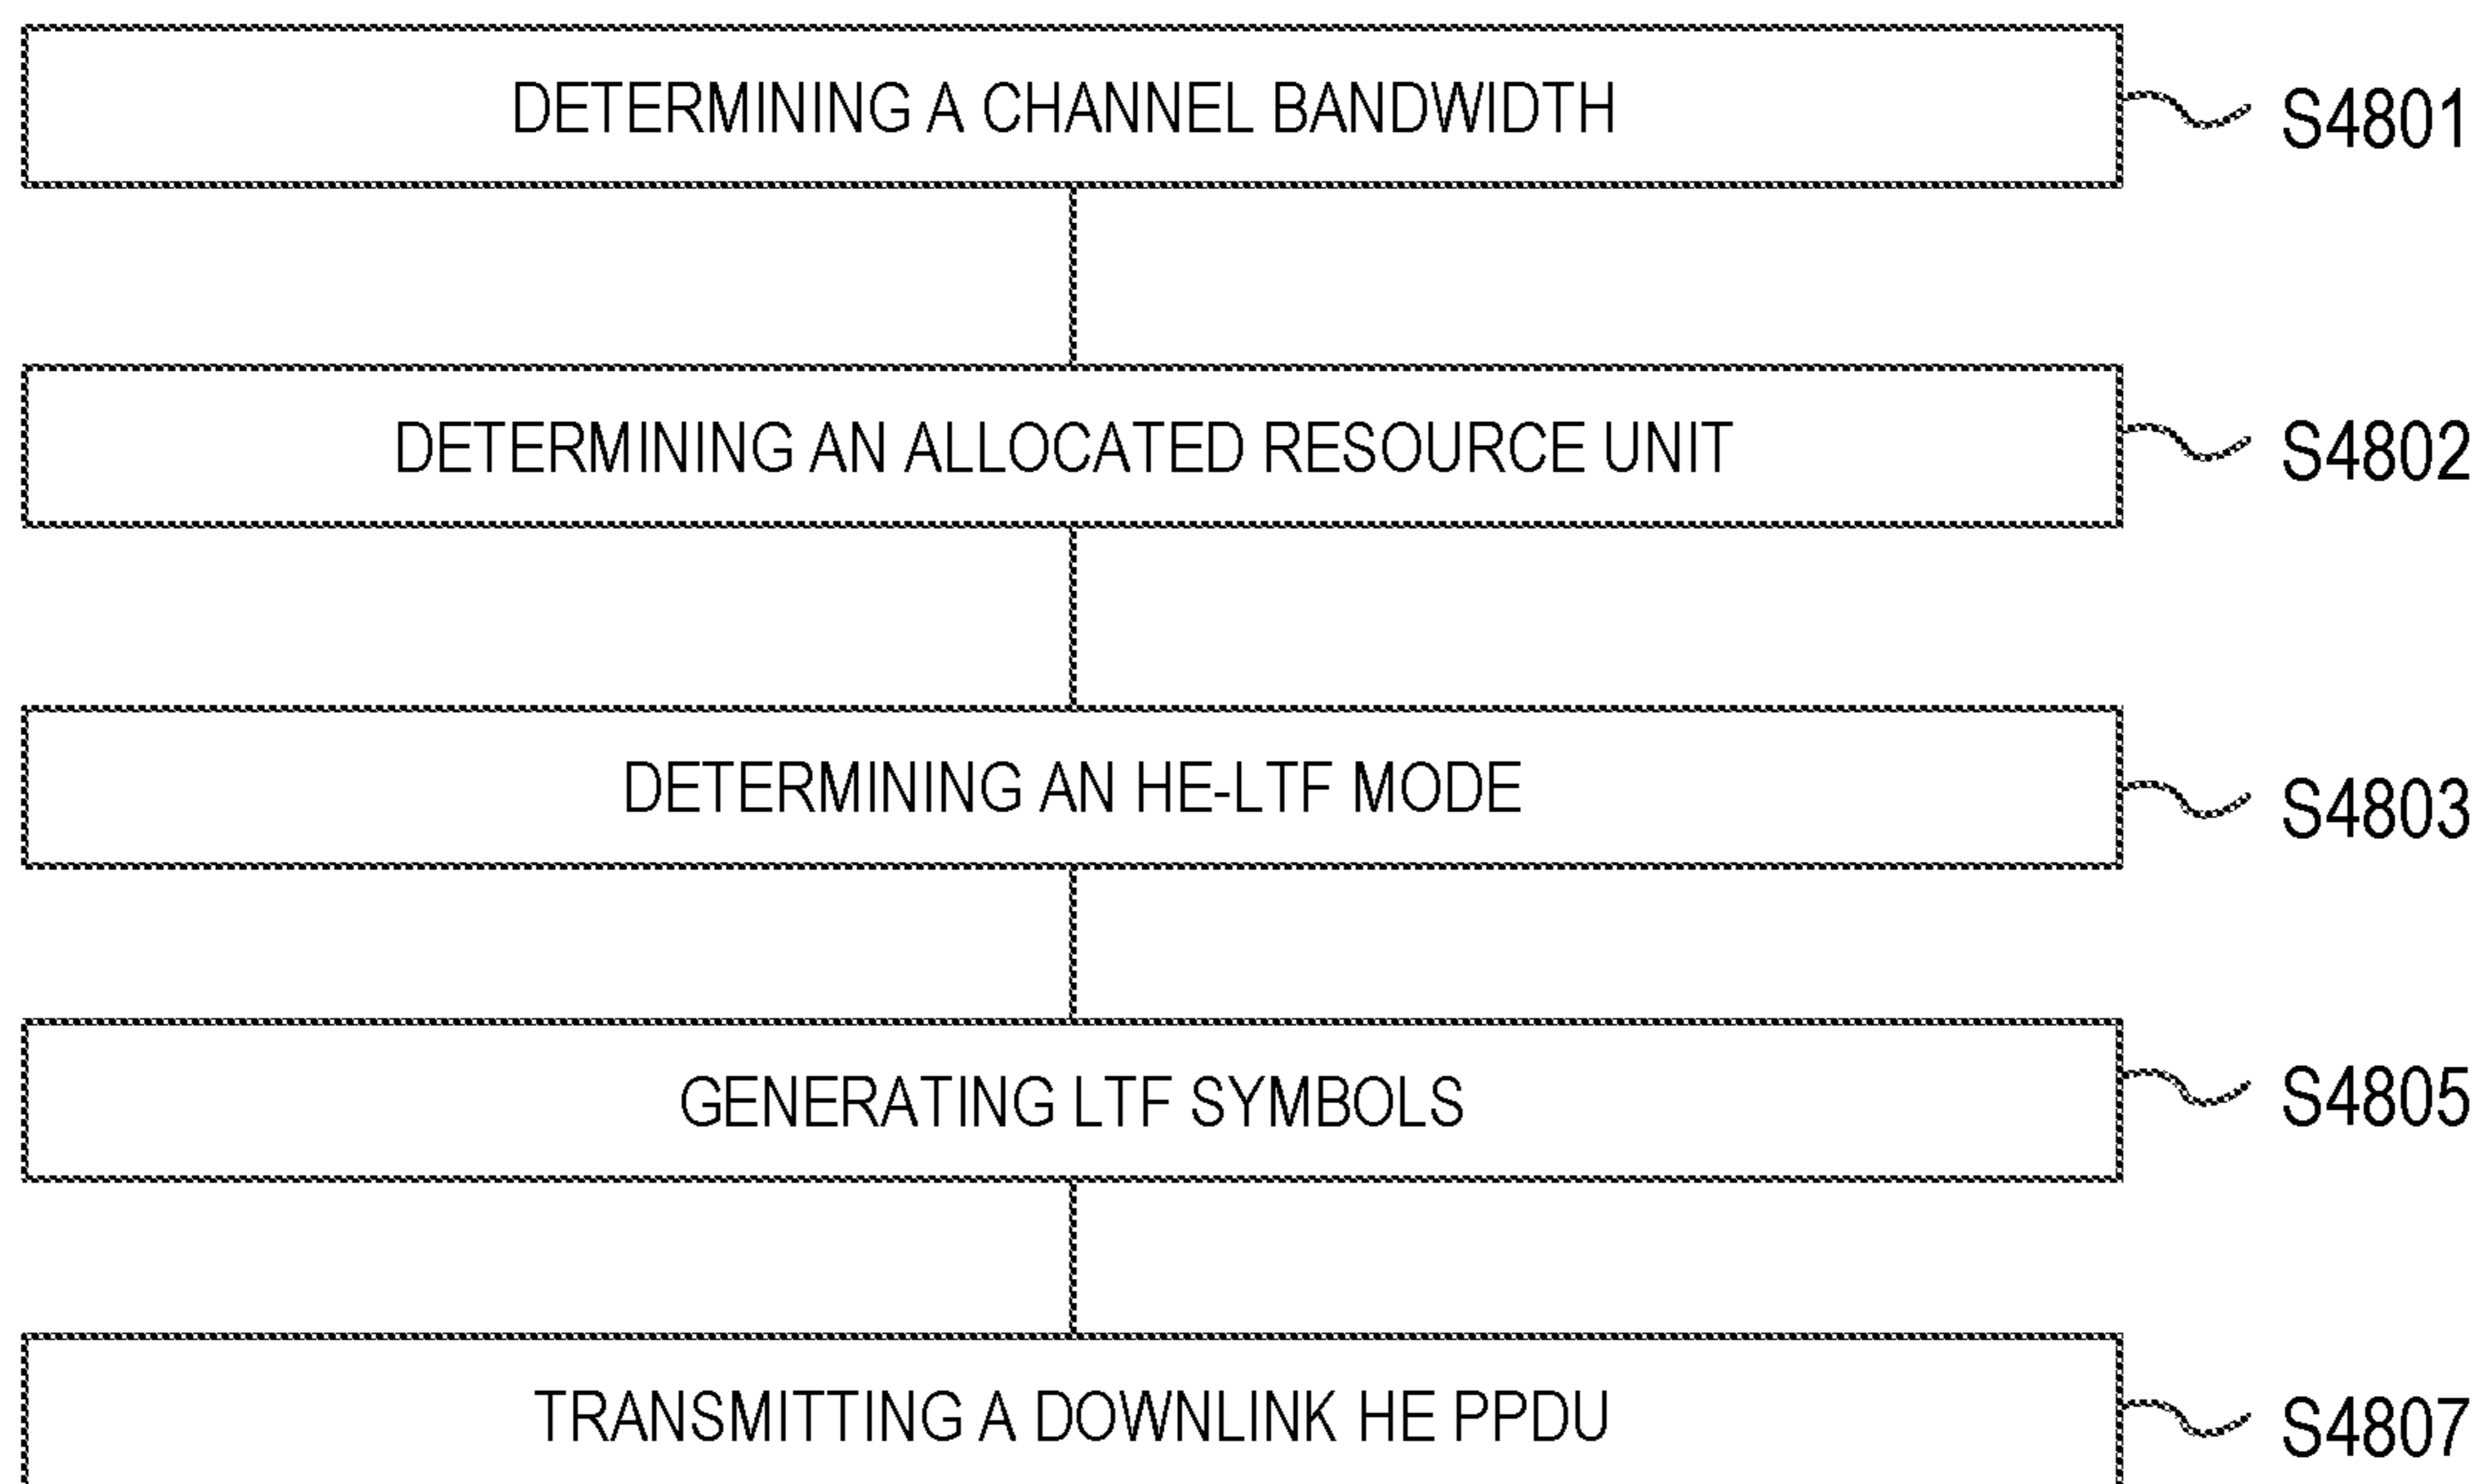 DETERMINING A CHANNEL BANDWIDTH S4801
DETERMINING AN ALLOCATED RESOURCE UNIT S4802
DETERMINING AN HE-LTF MODE S4803
GENERATING LTF SYMBOLS S4805
TRANSMITTING A DOWNLINK HE PPDU S4807